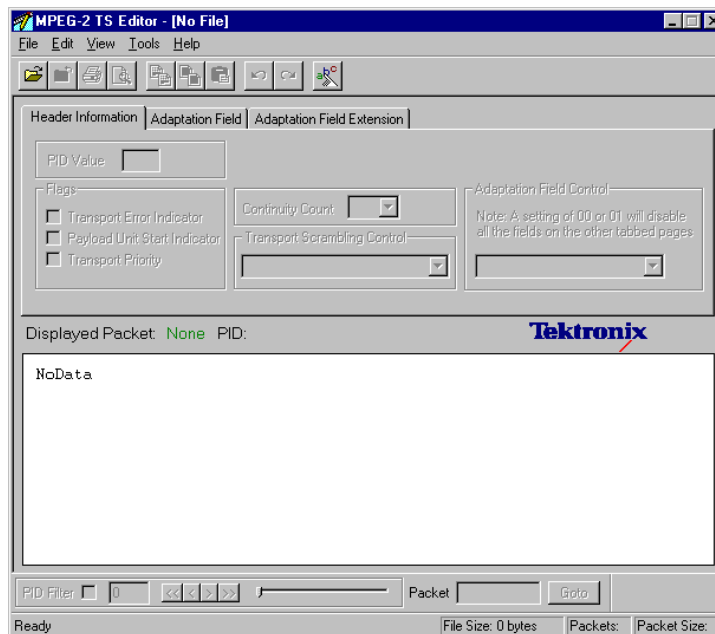 MPEG-2 TS Editor - [No File]
File Edit View Tools Help
Header Information Adaptation Field Adaptation Field Extension
PID Value
Flags
Transport Error Indicator
Payload Unit Start Indicator
Transport Priority
Continuity Count
Transport Scrambling Control
Adaptation Field Control
Note: A setting of 00 or 01 will disable
all the fields on the other tabbed pages
Displayed Packet: None PID:
Tektronix
NoData
PID Filter 0 << < > >> Packet Goto
Ready File Size: 0 bytes Packets: Packet Size: